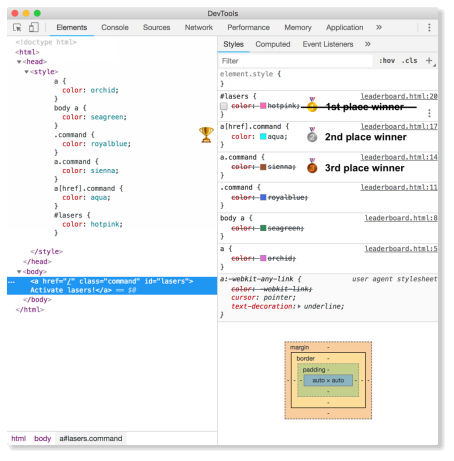 DevTools
Elements Console Sources Network Performance Memory Application »
<!doctype html>
<html>
<head>
<style>
a {
color: orchid;
}
body a {
color: seagreen;
}
.command {
color: royalblue;
}
a.command {
color: sienna;
}
a[href].command {
color: aqua;
}
#lasers {
color: hotpink;
}
</style>
</head>
<body>
... <a href="/" class="command" id="lasers">
Activate lasers!</a> == $0
</body>
</html>
html body a#lasers.command
Styles Computed Event Listeners »
Filter :hov .cls +
element.style {
}
#lasers { leaderboard.html:20
color: hotpink; 1st place winner
}
a[href].command { leaderboard.html:17
color: aqua; 2nd place winner
}
a.command { leaderboard.html:14
color: sienna; 3rd place winner
}
.command { leaderboard.html:11
color: royalblue;
}
body a { leaderboard.html:8
color: seagreen;
}
a { leaderboard.html:5
color: orchid;
}
a:-webkit-any-link { user agent stylesheet
color: -webkit-link;
cursor: pointer;
text-decoration: underline;
}
margin -
border -
padding -
- - - auto × auto - - -
-
-
-